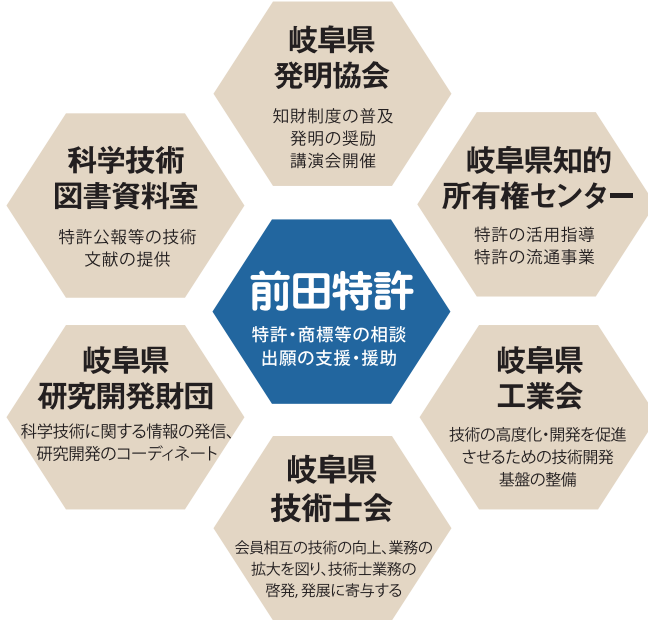 岐阜県
発明協会
知財制度の普及
発明の奨励
講演会開催
科学技術
図書資料室
特許公報等の技術
文献の提供
岐阜県知的
所有権センター
特許の活用指導
特許の流通事業
前田特許
特許・商標等の相談
出願の支援・援助
岐阜県
研究開発財団
科学技術に関する情報の発信、
研究開発のコーディネート
岐阜県
工業会
技術の高度化・開発を促進
させるための技術開発
基盤の整備
岐阜県
技術士会
会員相互の技術の向上、業務の
拡大を図り、技術士業務の
啓発, 発展に寄与する